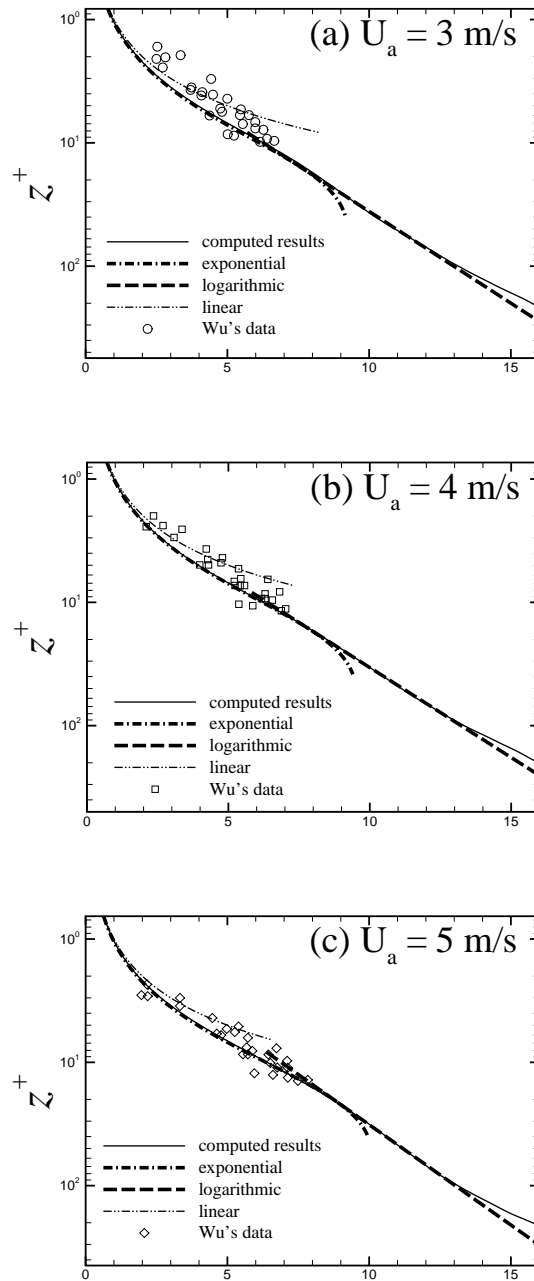 (a) U_a = 3 m/s
10^0
10^1
z^+
10^2
computed results
exponential
logarithmic
linear
Wu's data
0 5 10 15
(b) U_a = 4 m/s
10^0
10^1
z^+
10^2
computed results
exponential
logarithmic
linear
Wu's data
0 5 10 15
(c) U_a = 5 m/s
10^0
10^1
z^+
10^2
computed results
exponential
logarithmic
linear
Wu's data
0 5 10 15